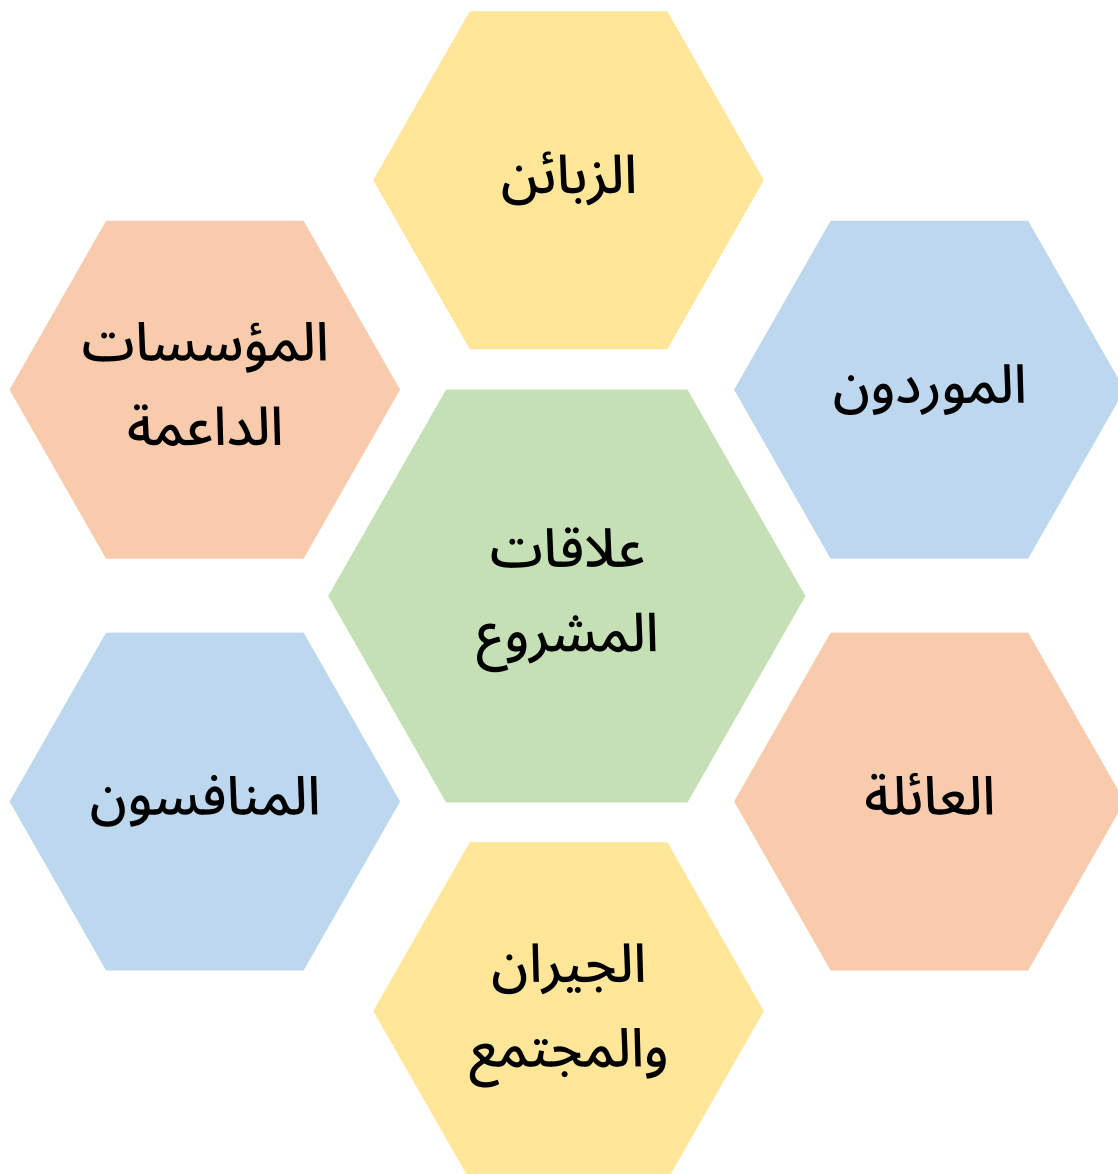 الزبائن
الموردون
المؤسسات
الداعمة
علاقات
المشروع
العائلة
المنافسون
الجيران
والمجتمع